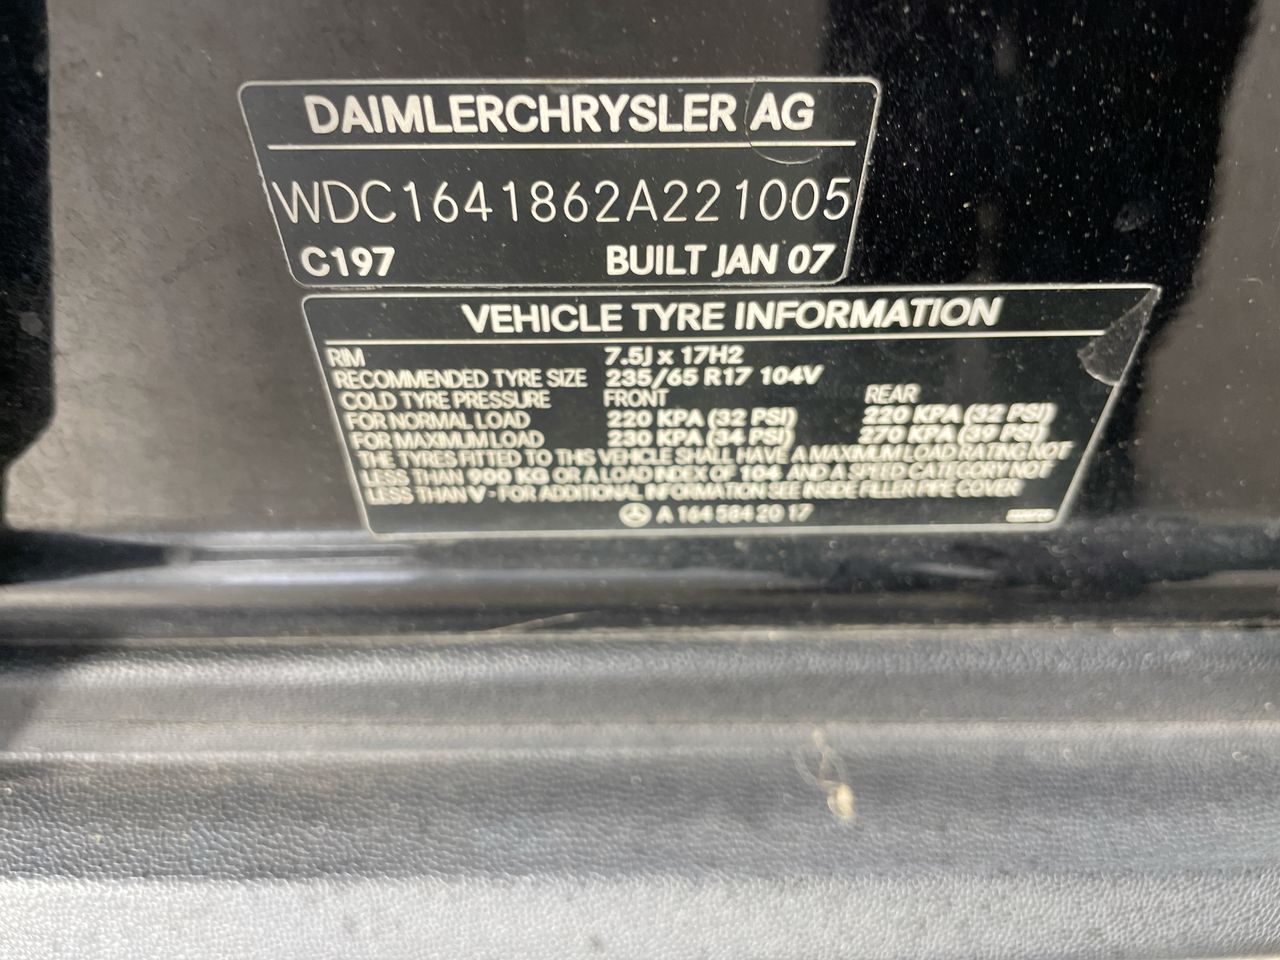 DAIMLERCHRYSLER AG
WDC1641862A221005
C197 BUILT JAN 07
VEHICLE TYRE INFORMATION
RIM 7.5J x 17H2
RECOMMENDED TYRE SIZE 235/65 R17 104V
COLD TYRE PRESSURE FRONT REAR
FOR NORMAL LOAD 220 KPA (32 PSI) 220 KPA (32 PSI)
FOR MAXIMUM LOAD 230 KPA (34 PSI) 270 KPA (39 PSI)
THE TYRES FITTED TO THIS VEHICLE SHALL HAVE A MAXIMUM LOAD RATING NOT
LESS THAN 900 KG OR A LOAD INDEX OF 104 AND A SPEED CATEGORY NOT
LESS THAN V - FOR ADDITIONAL INFORMATION SEE INSIDE FILLER PIPE COVER
A 164 584 20 17